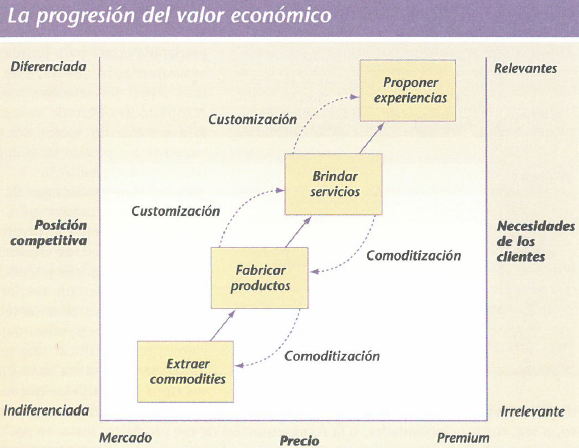 La progresión del valor económico
Diferenciada
Relevantes
Proponer
experiencias
Customización
Brindar
servicios
Customización
Posición
competitiva
Necesidades
de los
clientes
Comoditización
Fabricar
productos
Comoditización
Extraer
commodities
Indiferenciada
Irrelevante
Mercado
Precio
Premium